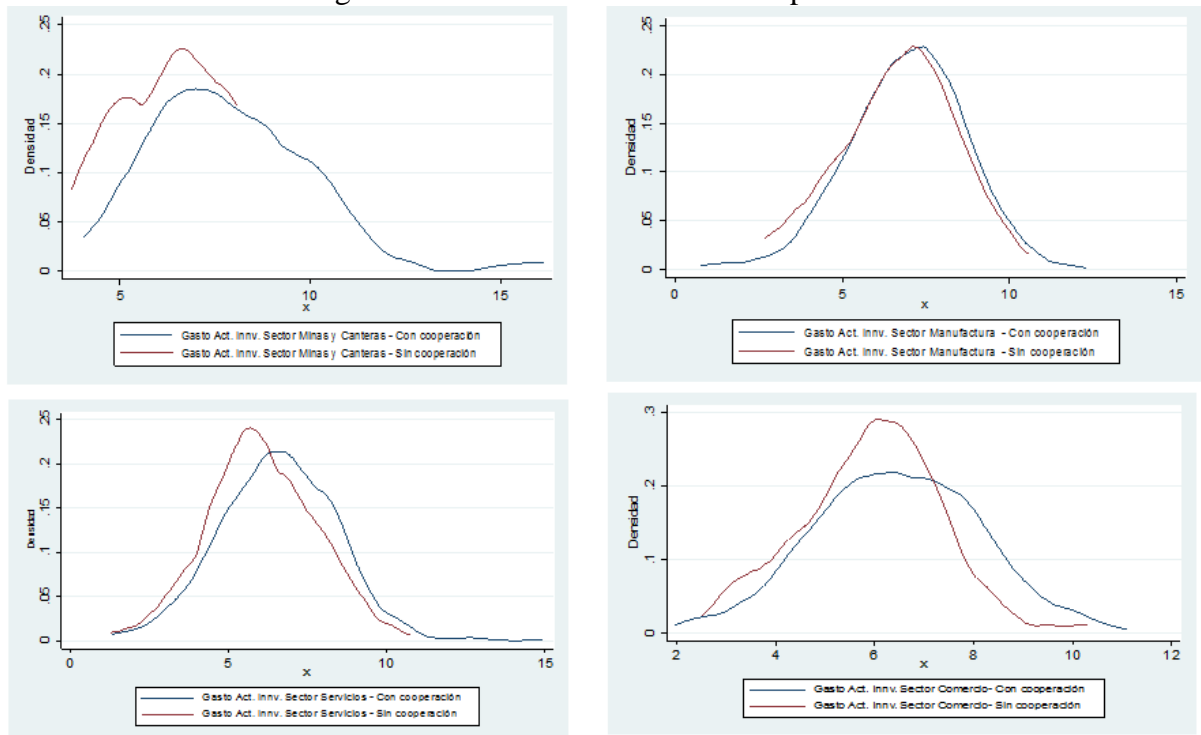 .25
.2
.15
.1
.05
0
Densidad
5
10
15
x
Gasto Act. Innv. Sector Minas y Canteras - Con cooperación
Gasto Act. Innv. Sector Minas y Canteras - Sin cooperación
.25
.2
.15
.1
.05
0
Densidad
0
5
10
15
x
Gasto Act. Innv. Sector Manufactura - Con cooperación
Gasto Act. Innv. Sector Manufactura - Sin cooperación
.25
.2
.15
.1
.05
0
Densidad
0
5
10
15
x
Gasto Act. Innv. Sector Servicios - Con cooperación
Gasto Act. Innv. Sector Servicios - Sin cooperación
.3
.2
.1
0
Densidad
2
4
6
8
10
12
x
Gasto Act. Innv. Sector Comercio- Con cooperación
Gasto Act. Innv. Sector Comercio- Sin cooperación